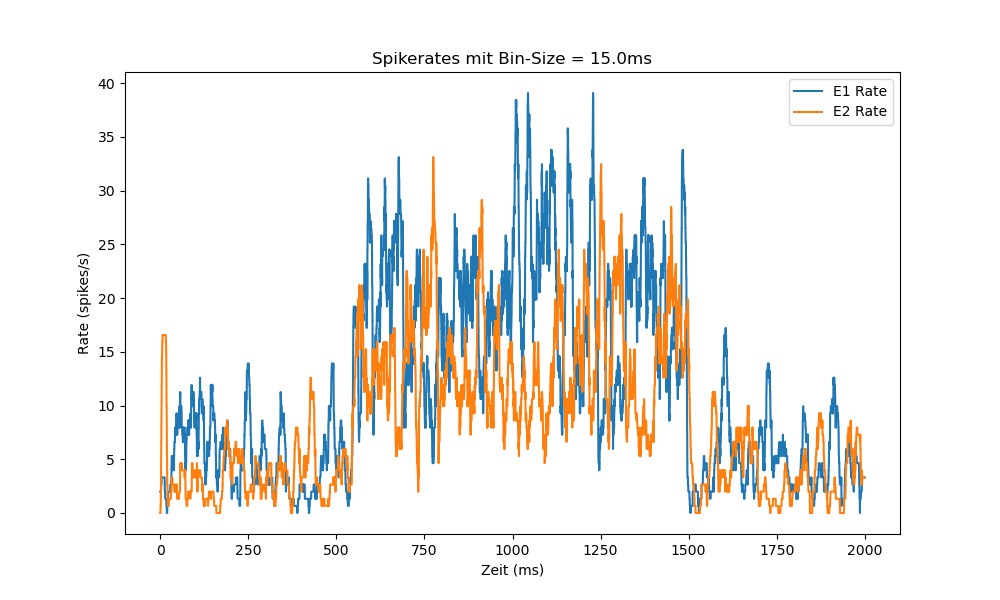 Spikerates mit Bin-Size = 15.0ms
40
35
30
25
20
15
10
5
0
Rate (spikes/s)
E1 Rate
E2 Rate
0 250 500 750 1000 1250 1500 1750 2000
Zeit (ms)